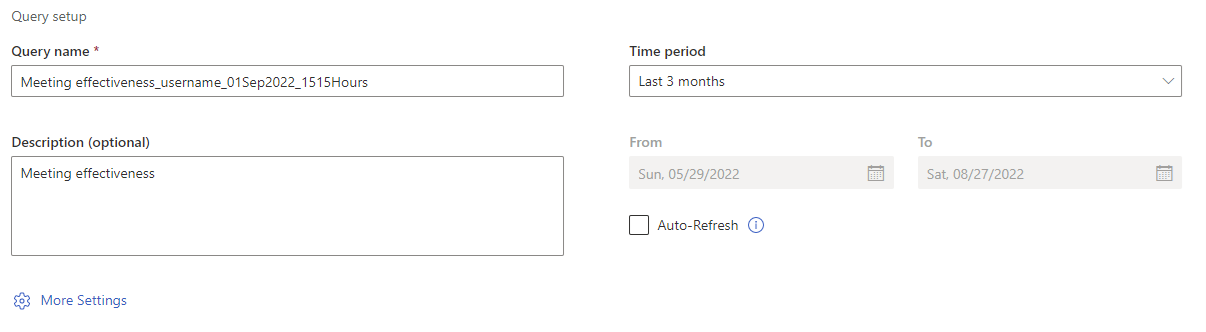 Query setup
Query name *
Meeting effectiveness_username_01Sep2022_1515Hours
Time period
Last 3 months
Description (optional)
Meeting effectiveness
From
To
Sun, 05/29/2022
Sat, 08/27/2022
Auto-Refresh
More Settings